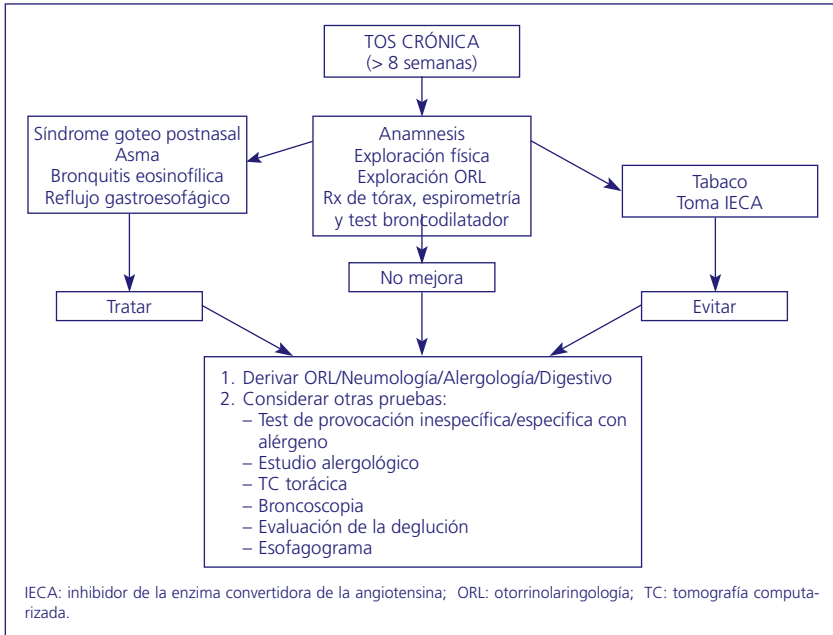 TOS CRÓNICA
(> 8 semanas)
Síndrome goteo postnasal
Asma
Bronquitis eosinofílica
Reflujo gastroesofágico
Anamnesis
Exploración física
Exploración ORL
Rx de tórax, espirometría
y test broncodilatador
Tabaco
Toma IECA
No mejora
Tratar
Evitar
1. Derivar ORL/Neumología/Alergología/Digestivo
2. Considerar otras pruebas:
– Test de provocación inespecífica/especifica con
alérgeno
– Estudio alergológico
– TC torácica
– Broncoscopia
– Evaluación de la deglución
– Esofagograma
IECA: inhibidor de la enzima convertidora de la angiotensina; ORL: otorrinolaringología; TC: tomografía compu-
tarizada.